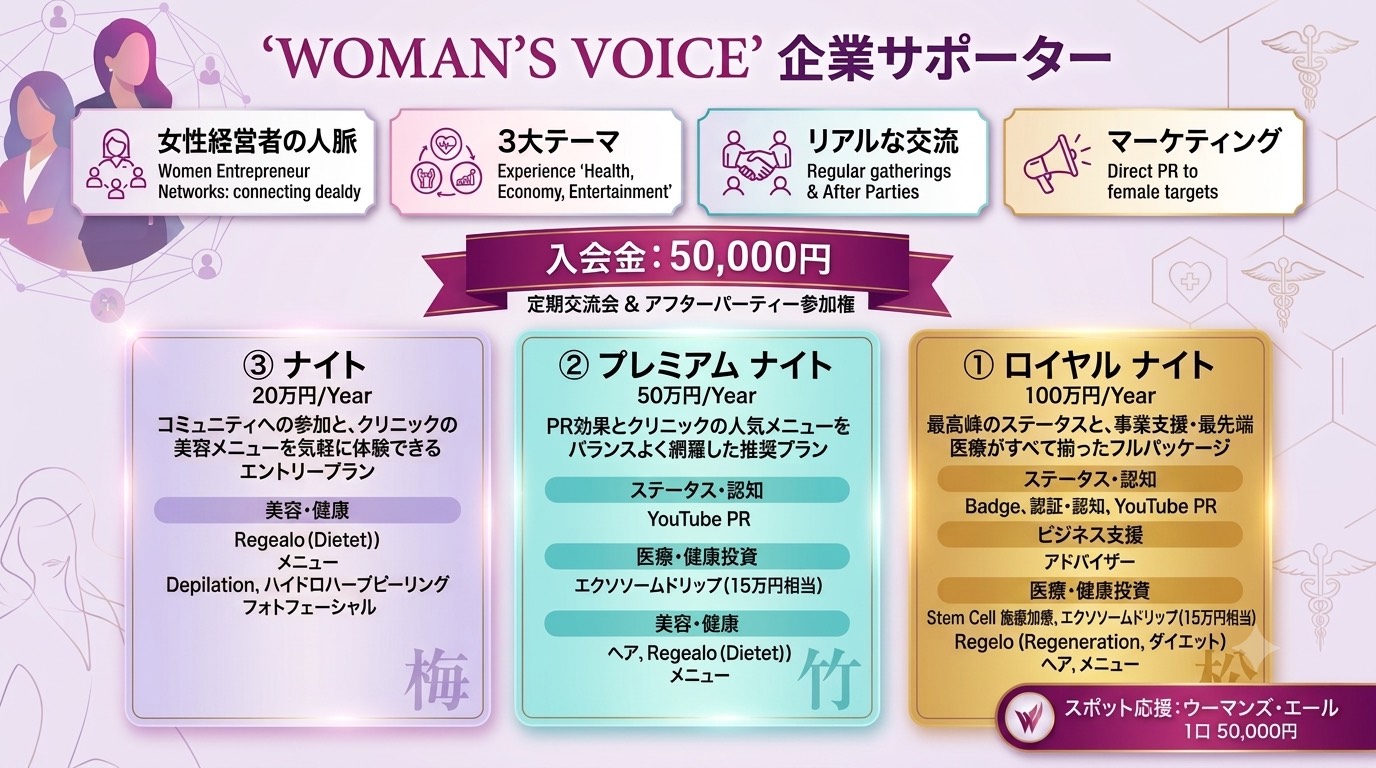 ‘WOMAN’S VOICE’ 企業サポーター
女性経営者の人脈
Women Entrepreneur
Networks: connecting dealdy
3大テーマ
Experience ‘Health,
Economy, Entertainment’
リアルな交流
Regular gatherings
& After Parties
マーケティング
Direct PR to
female targets
入会金：50,000円
定期交流会 & アフターパーティー参加権
③ ナイト
20万円/Year
コミュニティへの参加と、クリニックの
美容メニューを気軽に体験できる
エントリープラン
美容・健康
Regealo (Dietet))
メニュー
Depilation, ハイドロハーブピーリング
フォトフェーシャル
梅
② プレミアム ナイト
50万円/Year
PR効果とクリニックの人気メニューを
バランスよく網羅した推奨プラン
ステータス・認知
YouTube PR
医療・健康投資
エクソソームドリップ(15万円相当)
美容・健康
ヘア, Regealo (Dietet))
メニュー
竹
① ロイヤル ナイト
100万円/Year
最高峰のステータスと、事業支援・最先端
医療がすべて揃ったフルパッケージ
ステータス・認知
Badge、認証・認知, YouTube PR
ビジネス支援
アドバイザー
医療・健康投資
Stem Cell 施療加療, エクソソームドリップ(15万円相当)
Regelo (Regeneration, ダイエット)
ヘア, メニュー
松
スポット応援：ウーマンズ・エール
1口 50,000円